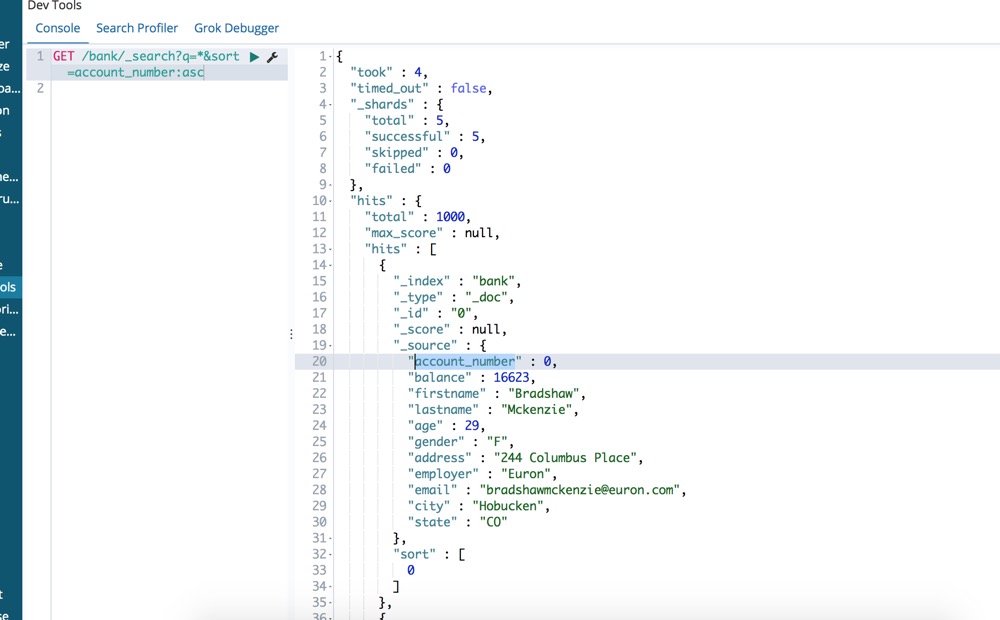 Dev Tools
Console Search Profiler Grok Debugger
1 GET /bank/_search?q=*&sort
=account_number:asc
2
er
ze
pa...
on
s
ne...
ru...
e
ols
ri...
e...
t
se
1 {
2 "took" : 4,
3 "timed_out" : false,
4 "_shards" : {
5 "total" : 5,
6 "successful" : 5,
7 "skipped" : 0,
8 "failed" : 0
9 },
10 "hits" : {
11 "total" : 1000,
12 "max_score" : null,
13 "hits" : [
14 {
15 "_index" : "bank",
16 "_type" : "_doc",
17 "_id" : "0",
18 "_score" : null,
19 "_source" : {
20 "account_number" : 0,
21 "balance" : 16623,
22 "firstname" : "Bradshaw",
23 "lastname" : "Mckenzie",
24 "age" : 29,
25 "gender" : "F",
26 "address" : "244 Columbus Place",
27 "employer" : "Euron",
28 "email" : "bradshawmckenzie@euron.com",
29 "city" : "Hobucken",
30 "state" : "CO"
31 },
32 "sort" : [
33 0
34 ]
35 },
36 {